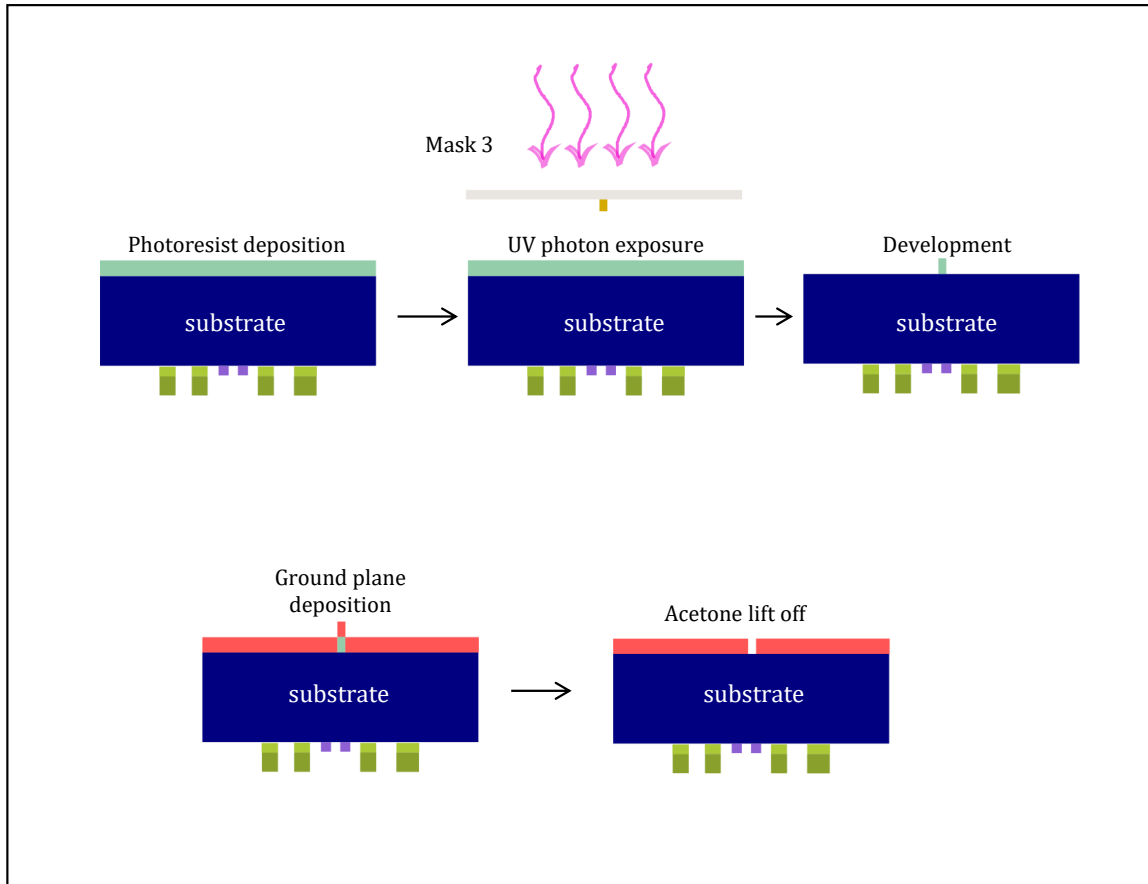 Mask 3
Photoresist deposition
UV photon exposure
Development
substrate
substrate
substrate
Ground plane
deposition
Acetone lift off
substrate
substrate